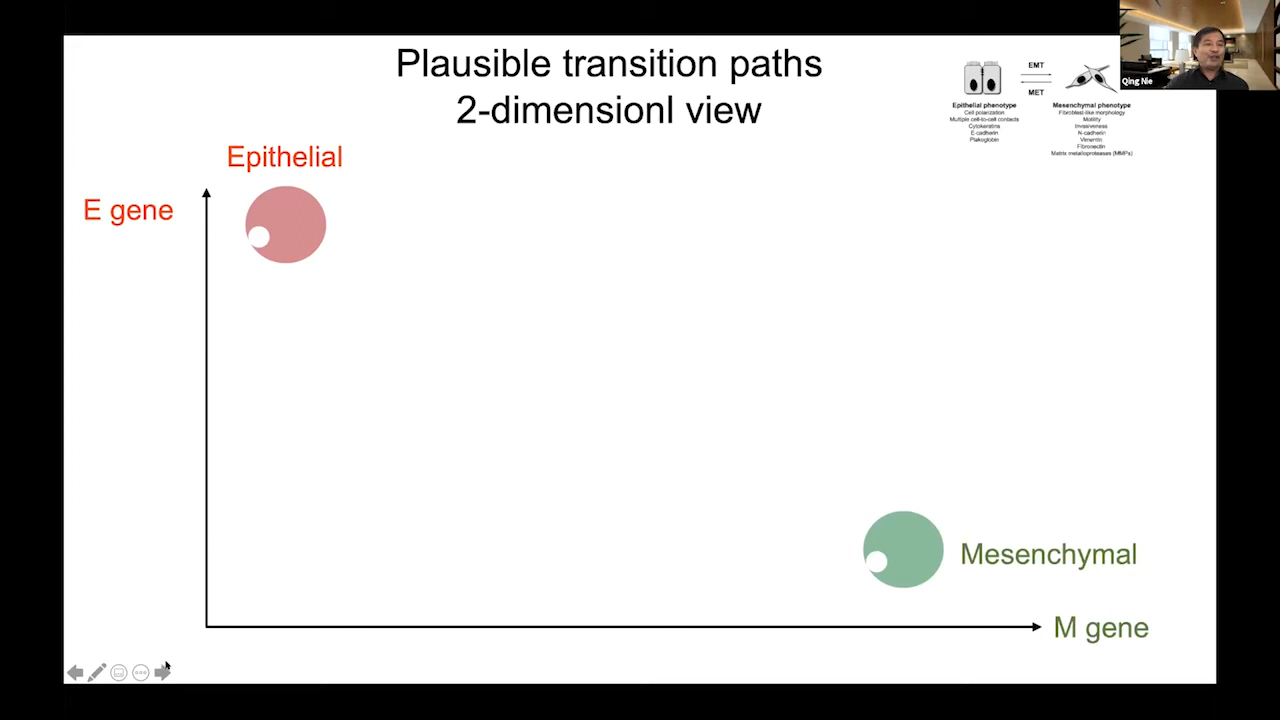 Plausible transition paths
2-dimensionl view
Qing Nie
EMT
MET
Epithelial phenotype
Cell polarization
Multiple cell-to-cell contacts
Cytokeratins
E-cadherin
Plakoglobin
Mesenchymal phenotype
Fibroblast-like morphology
Motility
Invasiveness
N-cadherin
Vimentin
Fibronectin
Matrix metalloproteases (MMPs)
Epithelial
E gene
Mesenchymal
M gene